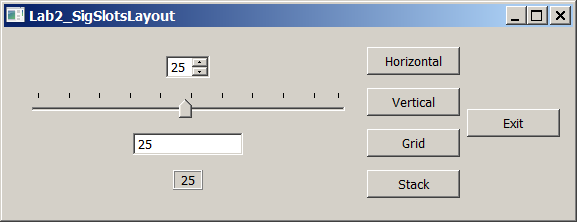 Lab2_SigSlotsLayout
25
25
25
Horizontal
Vertical
Grid
Stack
Exit